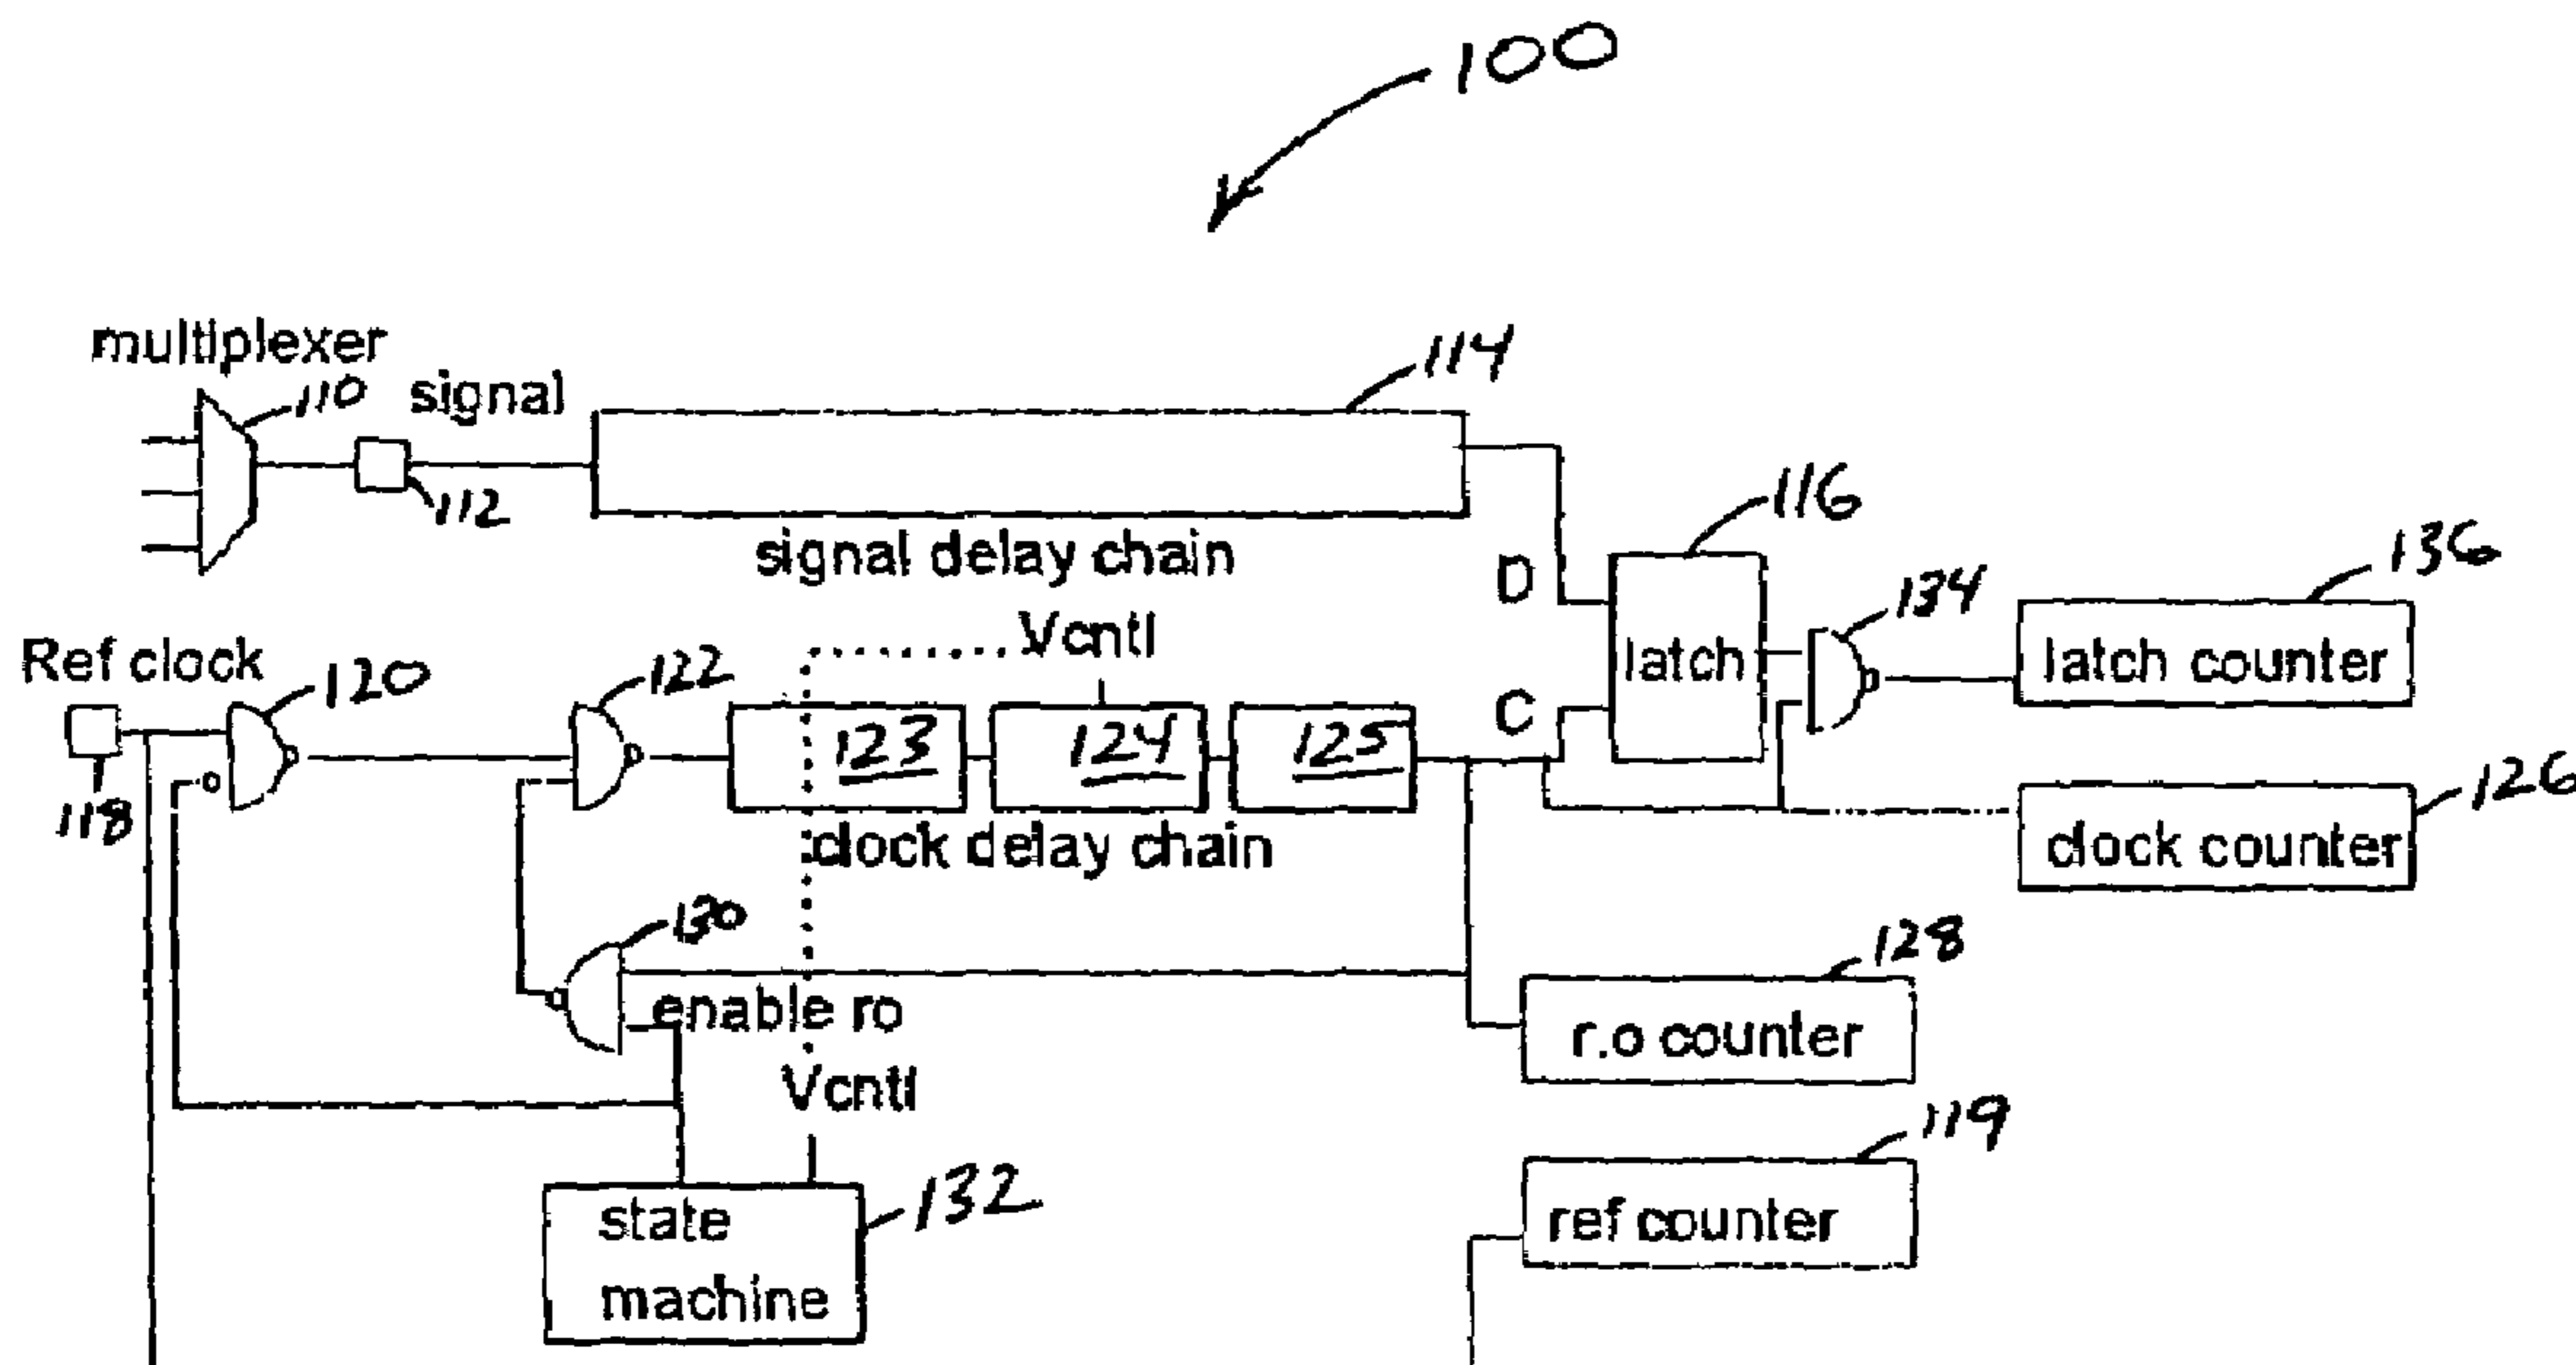 100
multiplexer
110
signal
112
114
signal delay chain
116
D
C
latch
134
136
latch counter
Ref clock
118
120
122
Vcntl
123
124
125
clock delay chain
126
clock counter
130
enable ro
128
r.o counter
Vcntl
119
ref counter
state
machine
132